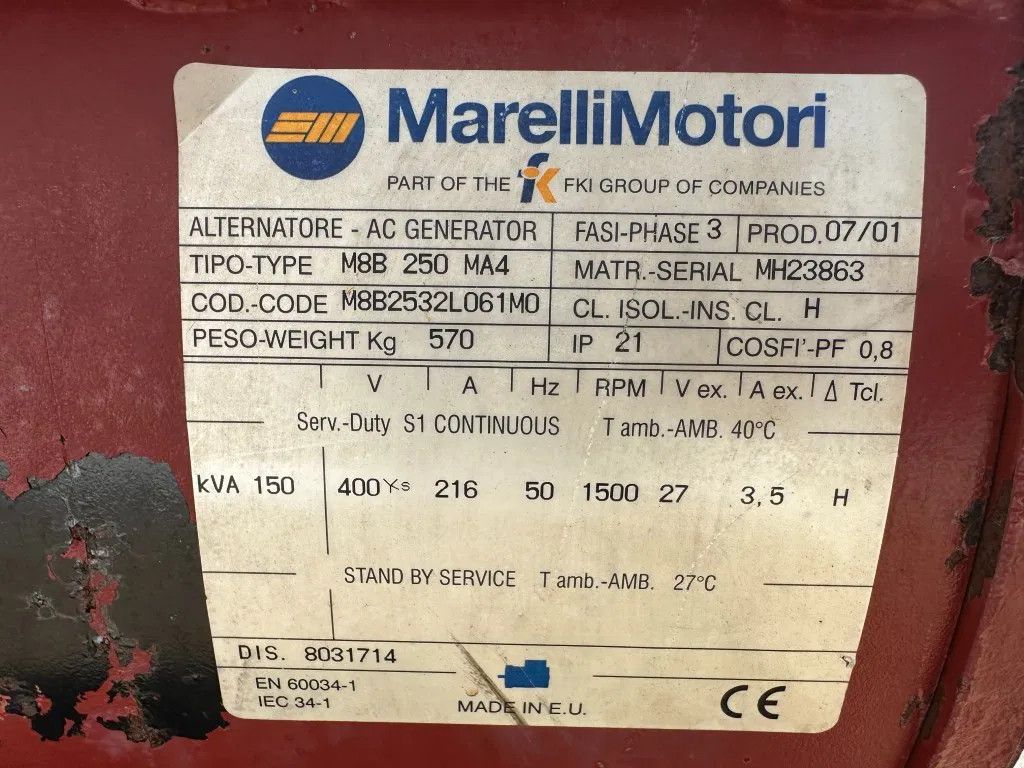 MarelliMotori
PART OF THE fk FKI GROUP OF COMPANIES
ALTERNATORE - AC GENERATOR FASI-PHASE 3 PROD. 07/01
TIPO-TYPE M8B 250 MA4 MATR.-SERIAL MH23863
COD.-CODE M8B2532L061M0 CL. ISOL.-INS. CL. H
PESO-WEIGHT Kg 570 IP 21 COSFI'-PF 0,8
V A Hz RPM V ex. A ex. Δ Tcl.
Serv.-Duty S1 CONTINUOUS T amb.-AMB. 40°C
kVA 150 400 Ys 216 50 1500 27 3,5 H
STAND BY SERVICE T amb.-AMB. 27°C
DIS. 8031714
EN 60034-1
IEC 34-1
MADE IN E.U.
CE